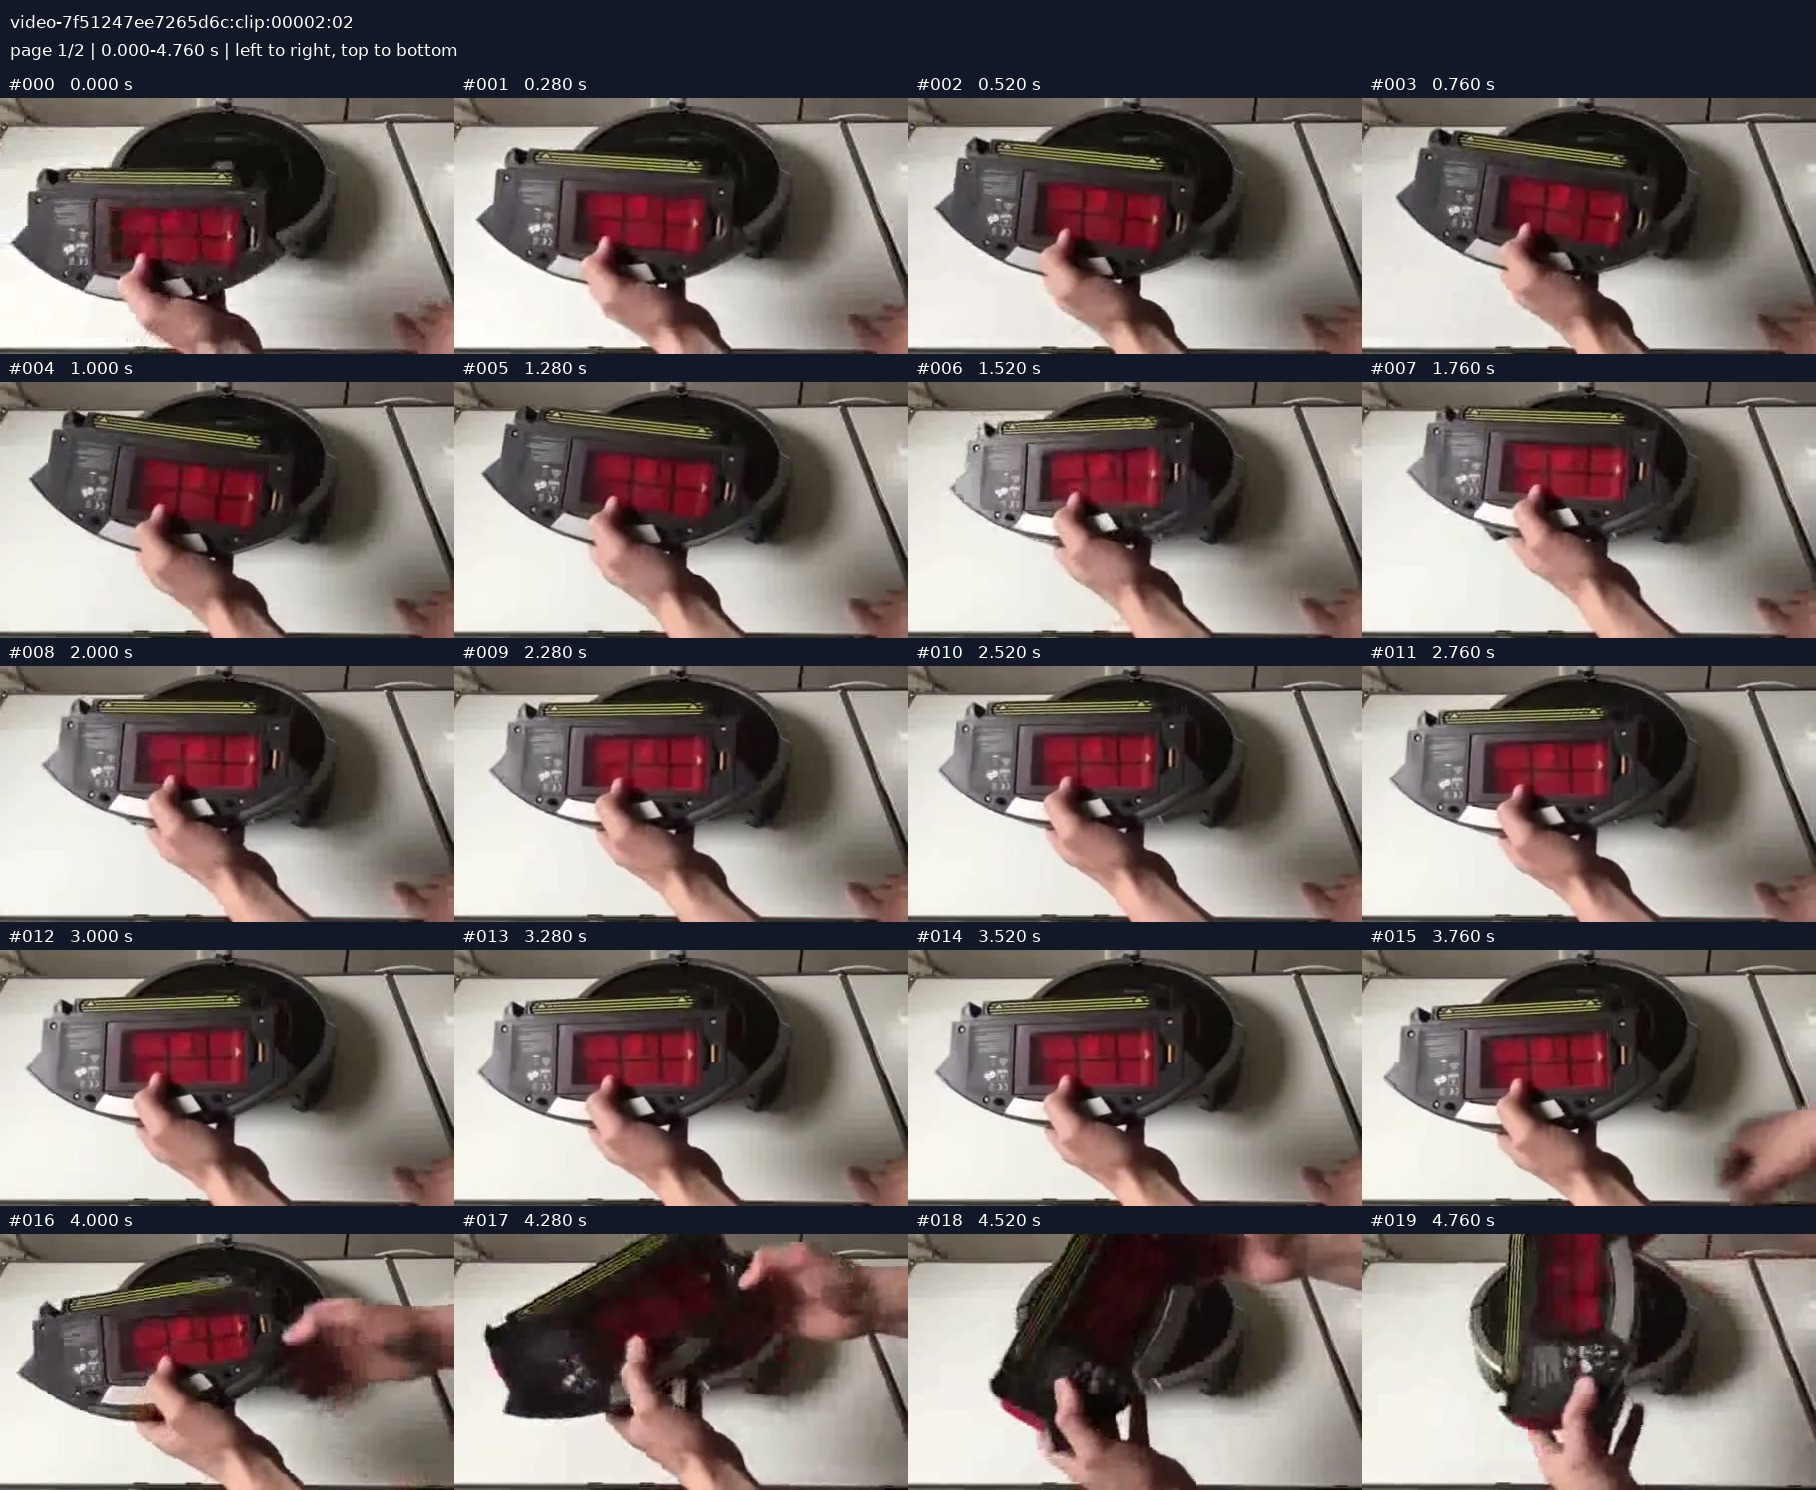 video-7f51247ee7265d6c:clip:00002:02
page 1/2 | 0.000-4.760 s | left to right, top to bottom
#000 0.000 s
#001 0.280 s
#002 0.520 s
#003 0.760 s
#004 1.000 s
#005 1.280 s
#006 1.520 s
#007 1.760 s
#008 2.000 s
#009 2.280 s
#010 2.520 s
#011 2.760 s
#012 3.000 s
#013 3.280 s
#014 3.520 s
#015 3.760 s
#016 4.000 s
#017 4.280 s
#018 4.520 s
#019 4.760 s